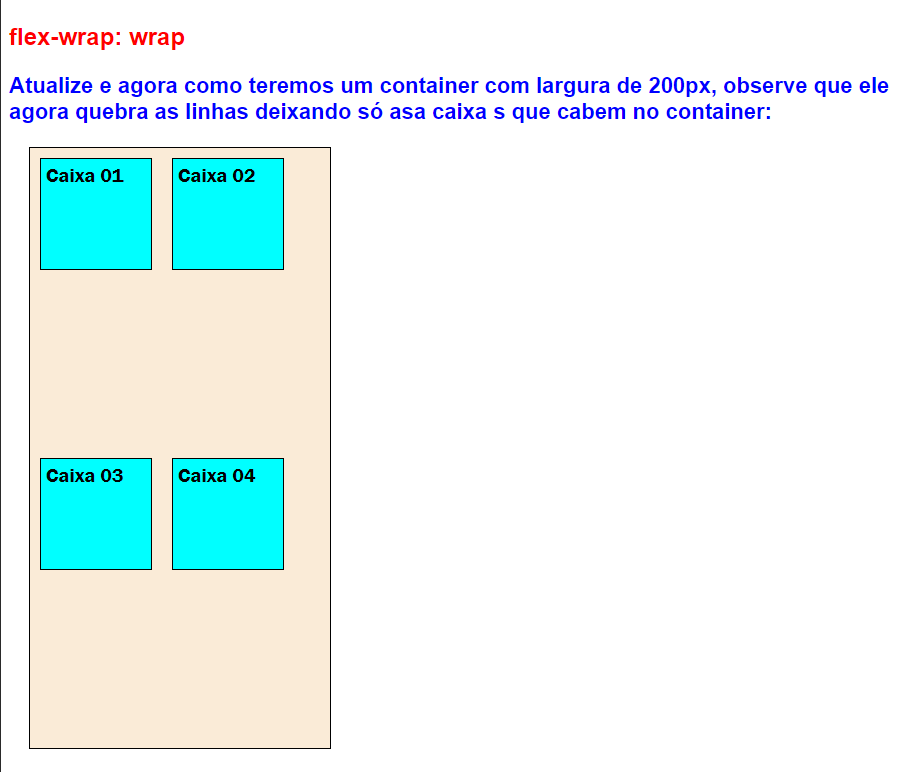 flex-wrap: wrap
Atualize e agora como teremos um container com largura de 200px, observe que ele
agora quebra as linhas deixando só asa caixa s que cabem no container:
Caixa 01 Caixa 02
Caixa 03 Caixa 04